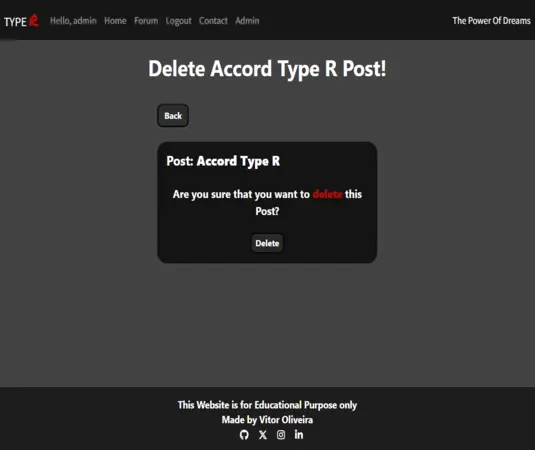 TYPE R
Hello, admin Home Forum Logout Contact Admin
The Power Of Dreams
Delete Accord Type R Post!
Back
Post: Accord Type R
Are you sure that you want to delete this
Post?
Delete
This Website is for Educational Purpose only
Made by Vitor Oliveira